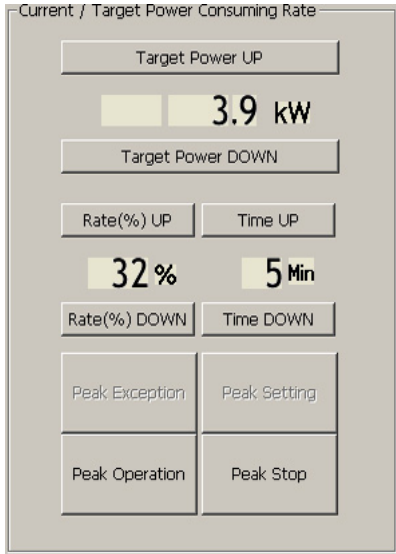 Current / Target Power Consuming Rate
Target Power UP
3.9 kW
Target Power DOWN
Rate(%) UP Time UP
32 % 5 Min
Rate(%) DOWN Time DOWN
Peak Exception Peak Setting
Peak Operation Peak Stop